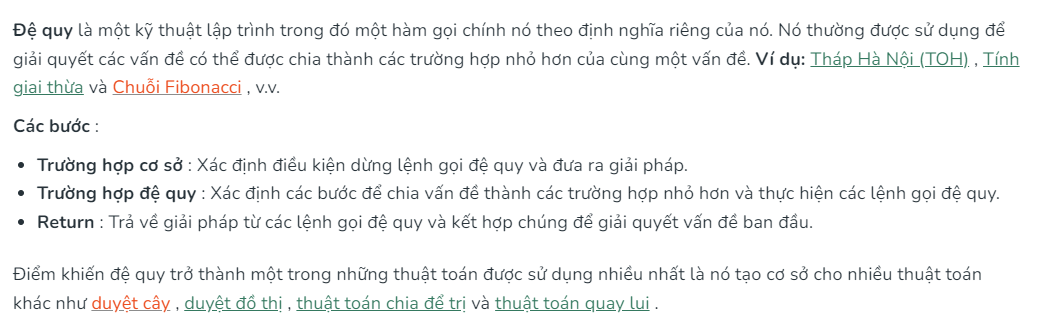 Đệ quy là một kỹ thuật lập trình trong đó một hàm gọi chính nó theo định nghĩa riêng của nó. Nó thường được sử dụng để
giải quyết các vấn đề có thể được chia thành các trường hợp nhỏ hơn của cùng một vấn đề. Ví dụ: Tháp Hà Nội (TOH) , Tính
giai thừa và Chuỗi Fibonacci , v.v.
Các bước :
• Trường hợp cơ sở : Xác định điều kiện dừng lệnh gọi đệ quy và đưa ra giải pháp.
• Trường hợp đệ quy : Xác định các bước để chia vấn đề thành các trường hợp nhỏ hơn và thực hiện các lệnh gọi đệ quy.
• Return : Trả về giải pháp từ các lệnh gọi đệ quy và kết hợp chúng để giải quyết vấn đề ban đầu.
Điểm khiến đệ quy trở thành một trong những thuật toán được sử dụng nhiều nhất là nó tạo cơ sở cho nhiều thuật toán
khác như duyệt cây , duyệt đồ thị , thuật toán chia để trị và thuật toán quay lui .